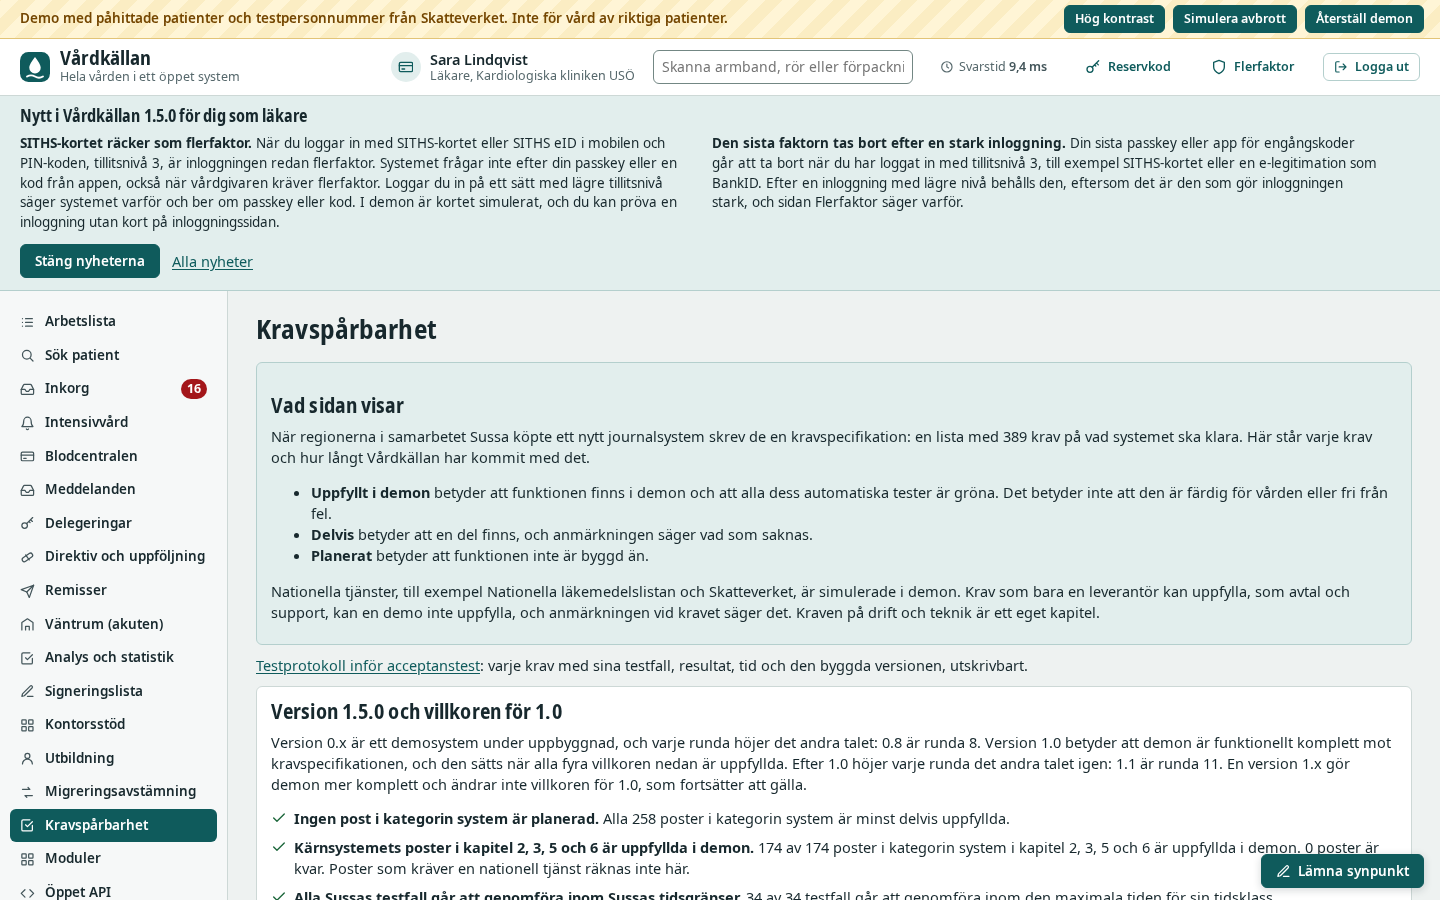 Demo med påhittade patienter och testpersonnummer från Skatteverket. Inte för vård av riktiga patienter.
Hög kontrast
Simulera avbrott
Återställ demon
Vårdkällan
Hela vården i ett öppet system
Sara Lindqvist
Läkare, Kardiologiska kliniken USÖ
Skanna armband, rör eller förpackni
Svarstid 9,4 ms
Reservkod
Flerfaktor
Logga ut
Nytt i Vårdkällan 1.5.0 för dig som läkare
SITHS-kortet räcker som flerfaktor. När du loggar in med SITHS-kortet eller SITHS eID i mobilen och
PIN-koden, tillitsnivå 3, är inloggningen redan flerfaktor. Systemet frågar inte efter din passkey eller en
kod från appen, också när vårdgivaren kräver flerfaktor. Loggar du in på ett sätt med lägre tillitsnivå
säger systemet varför och ber om passkey eller kod. I demon är kortet simulerat, och du kan pröva en
inloggning utan kort på inloggningssidan.
Den sista faktorn tas bort efter en stark inloggning. Din sista passkey eller app för engångskoder
går att ta bort när du har loggat in med tillitsnivå 3, till exempel SITHS-kortet eller en e-legitimation som
BankID. Efter en inloggning med lägre nivå behålls den, eftersom det är den som gör inloggningen
stark, och sidan Flerfaktor säger varför.
Stäng nyheterna
Alla nyheter
Arbetslista
Sök patient
Inkorg
16
Intensivvård
Blodcentralen
Meddelanden
Delegeringar
Direktiv och uppföljning
Remisser
Väntrum (akuten)
Analys och statistik
Signeringslista
Kontorsstöd
Utbildning
Migreringsavstämning
Kravspårbarhet
Moduler
Öppet API
Kravspårbarhet
Vad sidan visar
När regionerna i samarbetet Sussa köpte ett nytt journalsystem skrev de en kravspecifikation: en lista med 389 krav på vad systemet ska klara. Här står varje krav
och hur långt Vårdkällan har kommit med det.
Uppfyllt i demon betyder att funktionen finns i demon och att alla dess automatiska tester är gröna. Det betyder inte att den är färdig för vården eller fri från
fel.
Delvis betyder att en del finns, och anmärkningen säger vad som saknas.
Planerat betyder att funktionen inte är byggd än.
Nationella tjänster, till exempel Nationella läkemedelslistan och Skatteverket, är simulerade i demon. Krav som bara en leverantör kan uppfylla, som avtal och
support, kan en demo inte uppfylla, och anmärkningen vid kravet säger det. Kraven på drift och teknik är ett eget kapitel.
Testprotokoll inför acceptanstest: varje krav med sina testfall, resultat, tid och den byggda versionen, utskrivbart.
Version 1.5.0 och villkoren för 1.0
Version 0.x är ett demosystem under uppbyggnad, och varje runda höjer det andra talet: 0.8 är runda 8. Version 1.0 betyder att demon är funktionellt komplett mot
kravspecifikationen, och den sätts när alla fyra villkoren nedan är uppfyllda. Efter 1.0 höjer varje runda det andra talet igen: 1.1 är runda 11. En version 1.x gör
demon mer komplett och ändrar inte villkoren för 1.0, som fortsätter att gälla.
Ingen post i kategorin system är planerad. Alla 258 poster i kategorin system är minst delvis uppfyllda.
Kärnsystemets poster i kapitel 2, 3, 5 och 6 är uppfyllda i demon. 174 av 174 poster i kategorin system i kapitel 2, 3, 5 och 6 är uppfyllda i demon. 0 poster är
kvar. Poster som kräver en nationell tjänst räknas inte här.
Alla Sussas testfall går att genomföra inom Sussas tidsgränser. 34 av 34 testfall går att genomföra inom den maximala tiden för sin tidsklass.
Lämna synpunkt